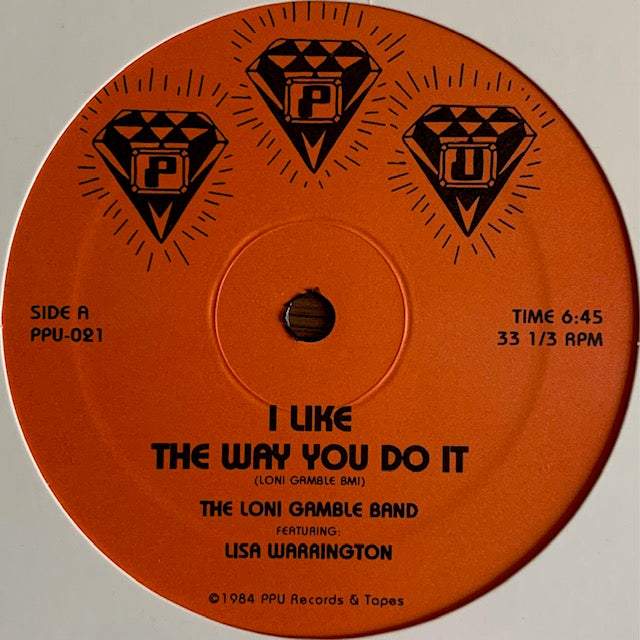 P P U
SIDE A
PPU-021
TIME 6:45
33 1/3 RPM
I LIKE
THE WAY YOU DO IT
(LONI GAMBLE BMI)
THE LONI GAMBLE BAND
FEATURING:
LISA WARRINGTON
©1984 PPU Records & Tapes